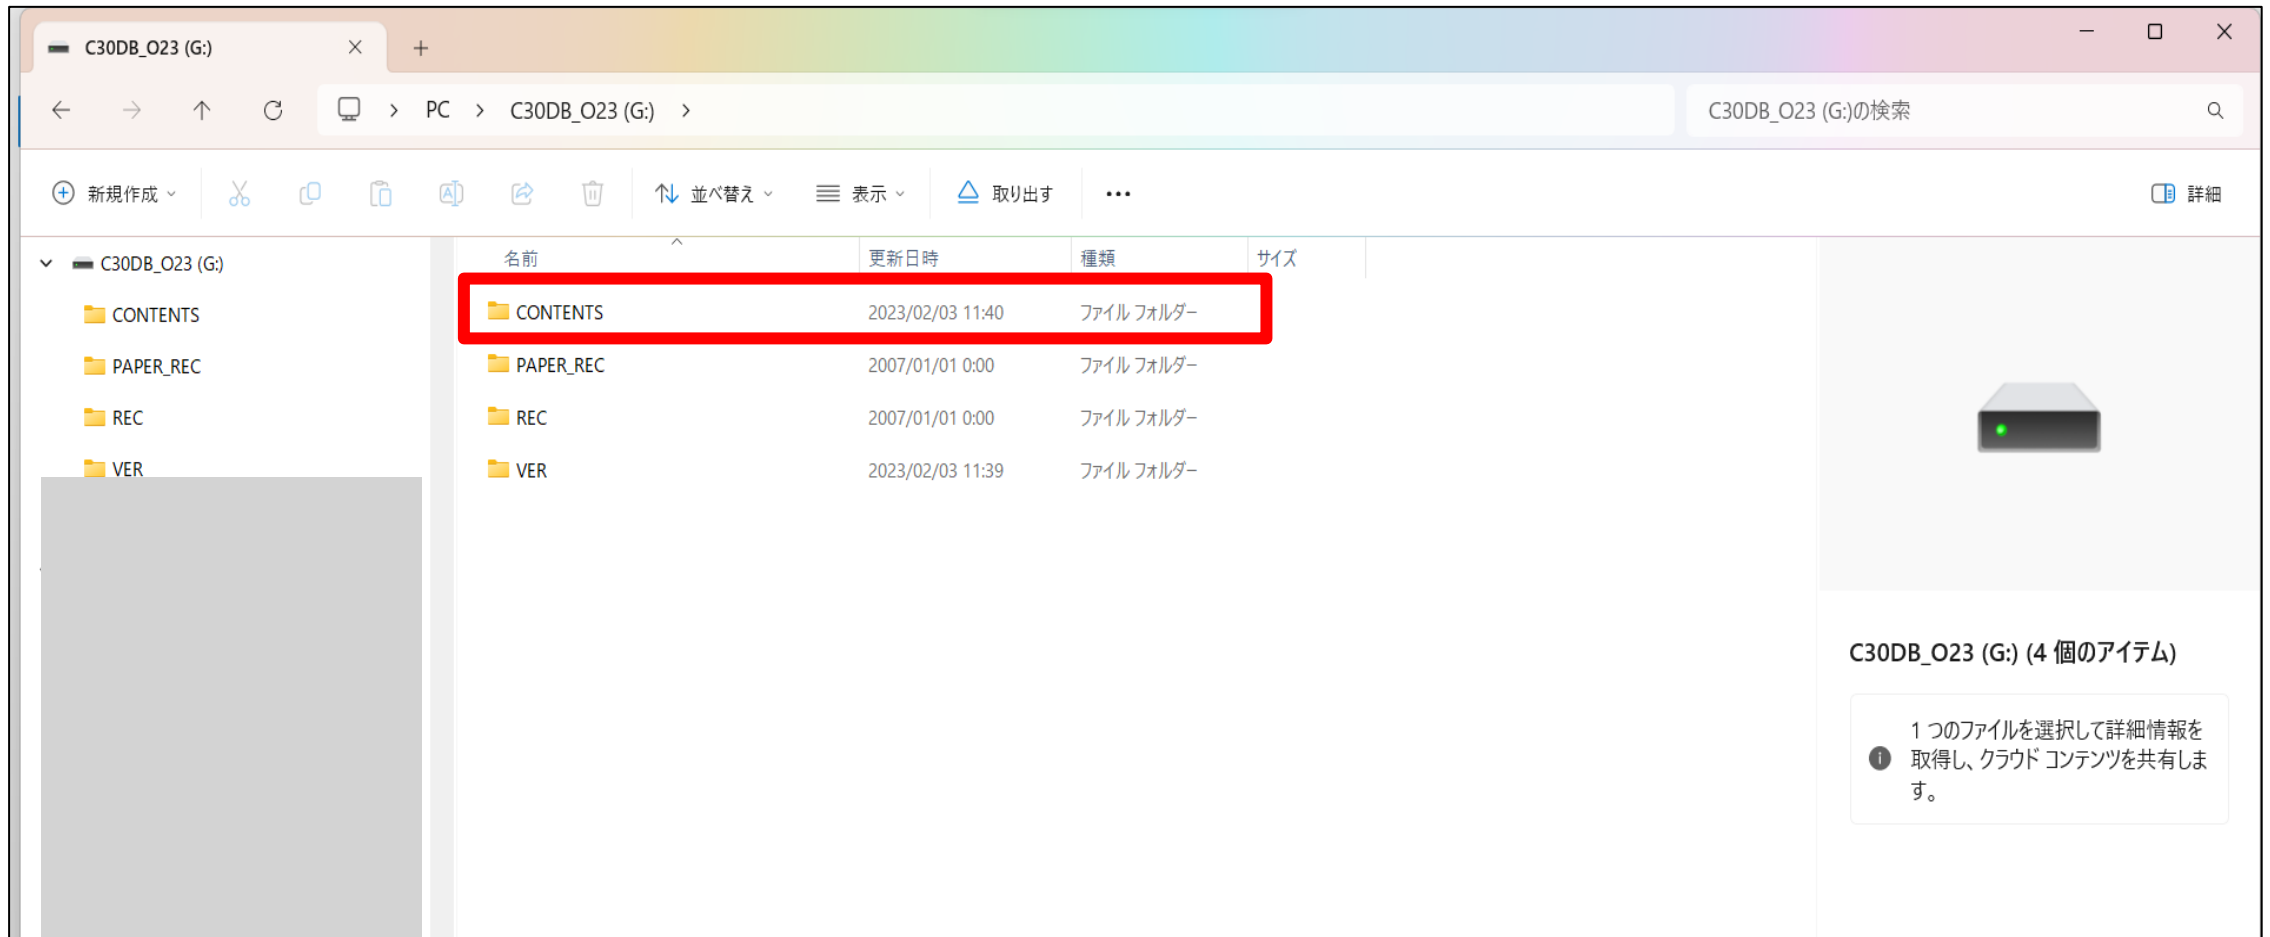 C30DB_O23 (G:)
PC > C30DB_O23 (G:) >
C30DB_O23 (G:)の検索
新規作成
並べ替え
表示
取り出す
詳細
C30DB_O23 (G:)
CONTENTS
PAPER_REC
REC
VER
名前 更新日時 種類 サイズ
CONTENTS 2023/02/03 11:40 ファイル フォルダー
PAPER_REC 2007/01/01 0:00 ファイル フォルダー
REC 2007/01/01 0:00 ファイル フォルダー
VER 2023/02/03 11:39 ファイル フォルダー
C30DB_O23 (G:) (4 個のアイテム)
1 つのファイルを選択して詳細情報を
取得し、クラウド コンテンツを共有しま
す。